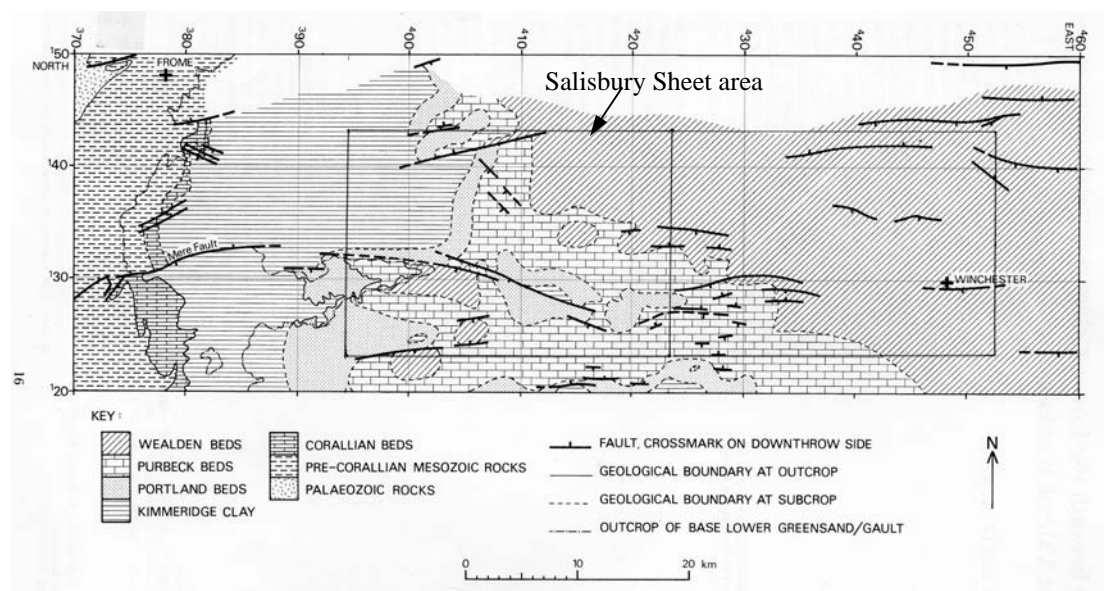 ³70 ³80 ³90 ⁴00 ⁴10 ⁴20 ⁴30 ⁴40 ⁴50 ⁴60
EAST
¹50
NORTH
FROME
Salisbury Sheet area
¹40
Mere Fault
¹30
WINCHESTER
¹20
16
KEY :
WEALDEN BEDS
PURBECK BEDS
PORTLAND BEDS
KIMMERIDGE CLAY
CORALLIAN BEDS
PRE-CORALLIAN MESOZOIC ROCKS
PALAEOZOIC ROCKS
FAULT, CROSSMARK ON DOWNTHROW SIDE
GEOLOGICAL BOUNDARY AT OUTCROP
GEOLOGICAL BOUNDARY AT SUBCROP
OUTCROP OF BASE LOWER GREENSAND/GAULT
N
0 10 20 km